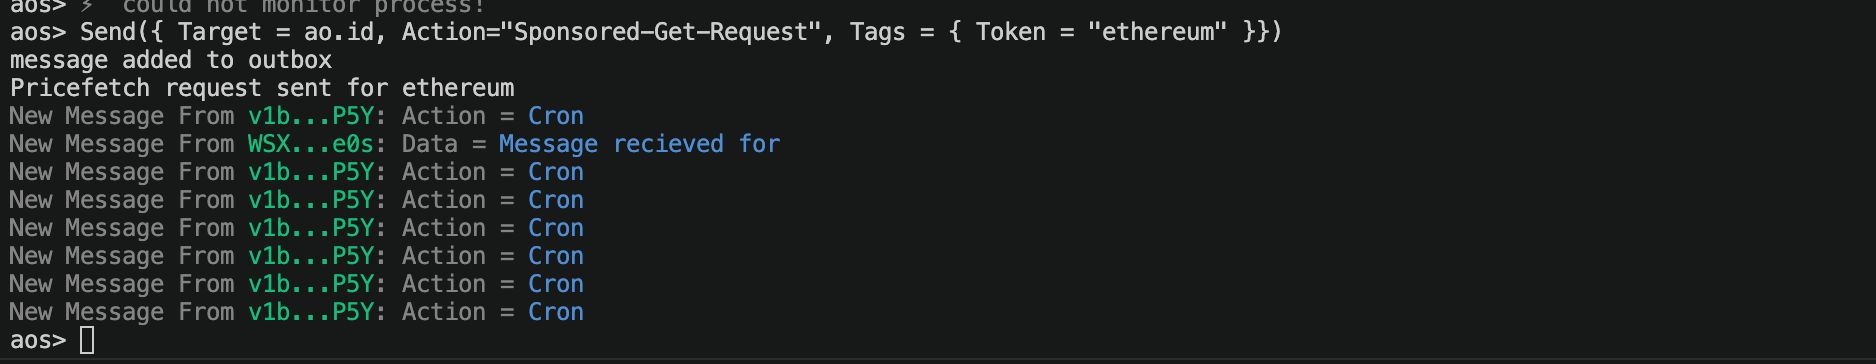 aos> ⚡ could not monitor process!
aos> Send({ Target = ao.id, Action="Sponsored-Get-Request", Tags = { Token = "ethereum" }})
message added to outbox
Pricefetch request sent for ethereum
New Message From v1b...P5Y: Action = Cron
New Message From WSX...e0s: Data = Message recieved for
New Message From v1b...P5Y: Action = Cron
New Message From v1b...P5Y: Action = Cron
New Message From v1b...P5Y: Action = Cron
New Message From v1b...P5Y: Action = Cron
New Message From v1b...P5Y: Action = Cron
New Message From v1b...P5Y: Action = Cron
aos>